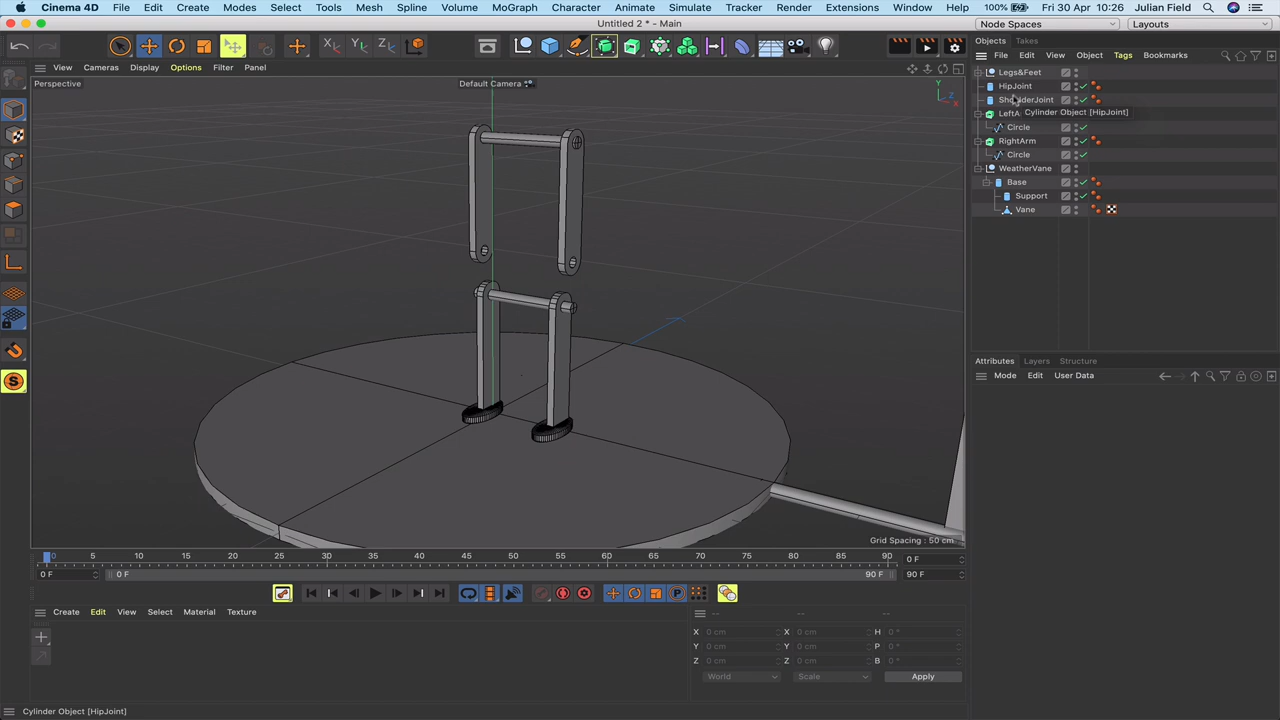 Cinema 4D File Edit Create Modes Select Tools Mesh Spline Volume MoGraph Character Animate Simulate Tracker Render Extensions Window Help 100% Fri 30 Apr 10:26 Julian Field
Untitled 2 * - Main
Node Spaces Layouts
Objects Takes
File Edit View Object Tags Bookmarks
View Cameras Display Options Filter Panel
Perspective Default Camera
Legs&Feet
HipJoint
Cylinder Object [HipJoint]
Circle
RightArm
Circle
WeatherVane
Base
Support
Vane
Y
Z
X
Attributes Layers Structure
Mode Edit User Data
Grid Spacing : 50 cm
0 5 10 15 20 25 30 35 40 45 50 55 60 65 70 75 80 85 90 0 F
0 F 0 F 90 F 90 F
Create Edit View Select Material Texture
-- -- --
X 0 cm X 0 cm H 0 °
Y 0 cm Y 0 cm P 0 °
Z 0 cm Z 0 cm B 0 °
World Scale Apply
Cylinder Object [HipJoint]